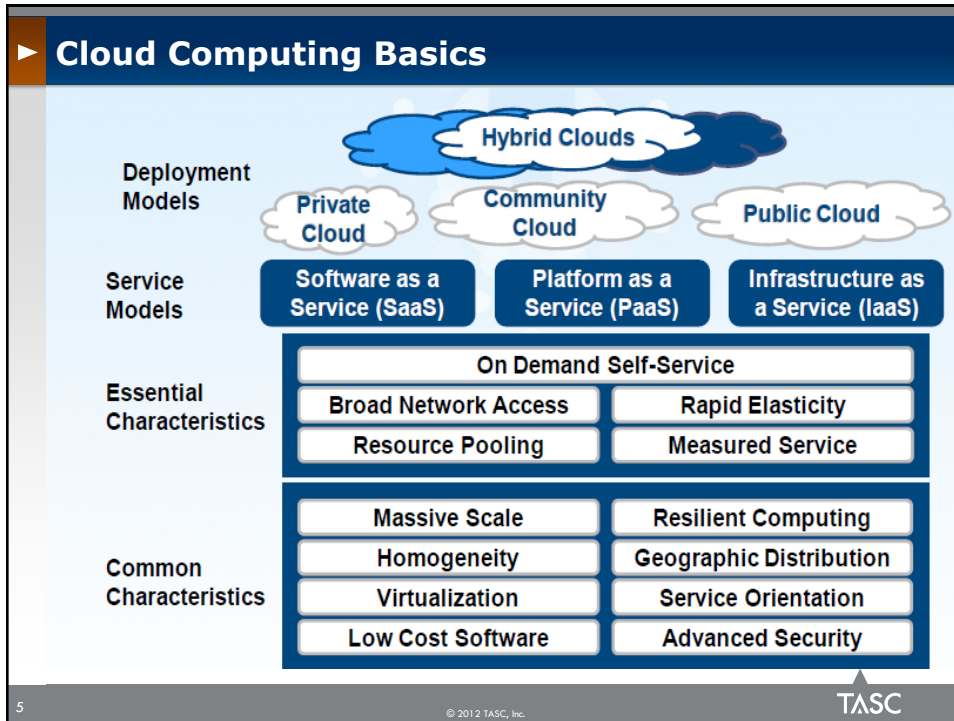 Cloud Computing Basics
Hybrid Clouds
Deployment
Models
Private
Cloud
Community
Cloud
Public Cloud
Service
Models
Software as a
Service (SaaS)
Platform as a
Service (PaaS)
Infrastructure as
a Service (IaaS)
Essential
Characteristics
On Demand Self-Service
Broad Network Access
Rapid Elasticity
Resource Pooling
Measured Service
Common
Characteristics
Massive Scale
Resilient Computing
Homogeneity
Geographic Distribution
Virtualization
Service Orientation
Low Cost Software
Advanced Security
5
© 2012 TASC, Inc.
TASC